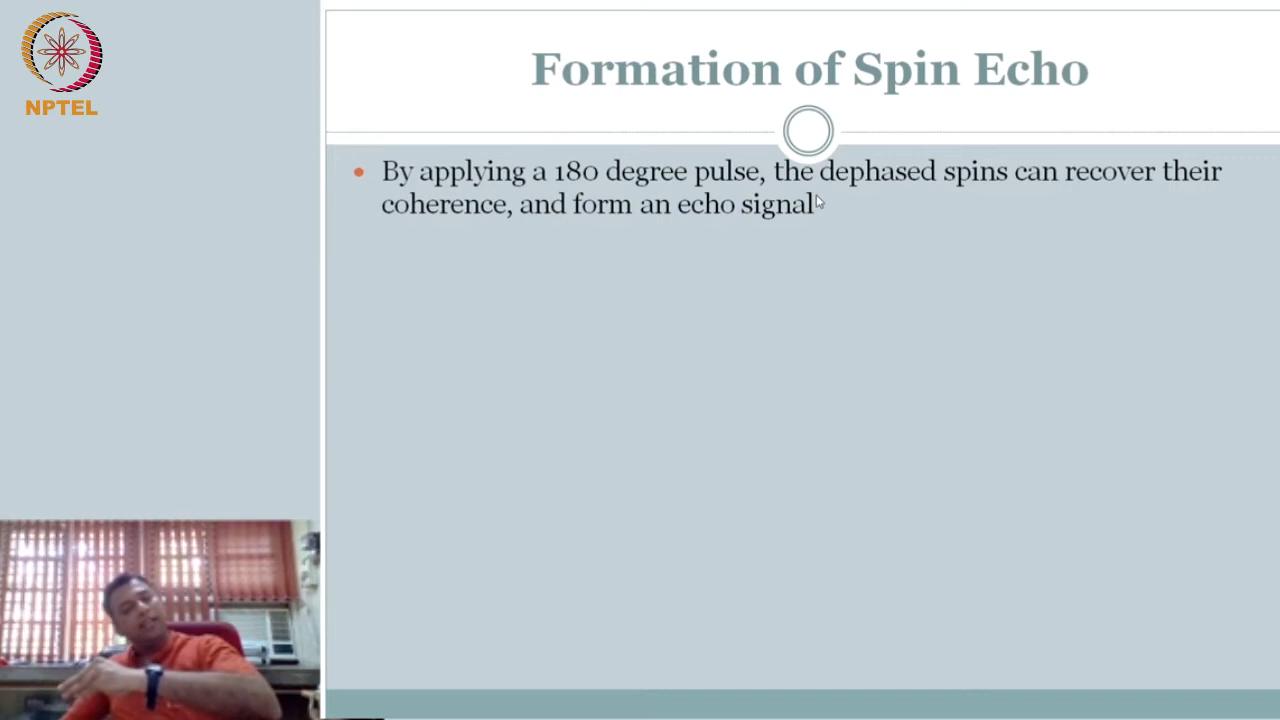 NPTEL
Formation of Spin Echo
• By applying a 180 degree pulse, the dephased spins can recover their
coherence, and form an echo signal